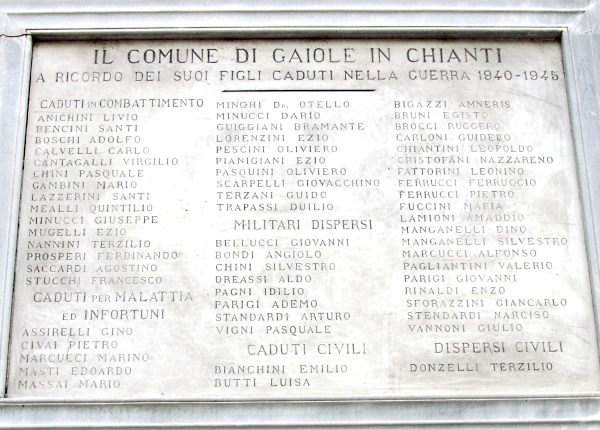 IL COMUNE DI GAIOLE IN CHIANTI
A RICORDO DEI SUOI FIGLI CADUTI NELLA GUERRA 1940-1945
CADUTI IN COMBATTIMENTO
ANICHINI LIVIO
BENCINI SANTI
BOSCHI ADOLFO
CALVELLI CARLO
CANTAGALLI VIRGILIO
CHINI PASQUALE
GAMBINI MARIO
LAZZERINI SANTI
MEALLI QUINTILIO
MINUCCI GIUSEPPE
MUGELLI EZIO
NANNINI TERZILIO
PROSPERI FERDINANDO
SACCARDI AGOSTINO
STUCCHI FRANCESCO
CADUTI PER MALATTIA
ED INFORTUNI
ASSIRELLI GINO
CIVAI PIETRO
MARCUCCI MARINO
MASTI EDOARDO
MASSAI MARIO
MINGHI DR. OTELLO
MINUCCI DARIO
GUIGGIANI BRAMANTE
LORENZINI EZIO
PESCINI OLIVIERO
PIANIGIANI EZIO
PASQUINI OLIVIERO
SCARPELLI GIOVACCHINO
TERZANI GUIDO
TRAPASSI DUILIO
MILITARI DISPERSI
BELLUCCI GIOVANNI
BONDI ANGIOLO
CHINI SILVESTRO
DREASSI ALDO
PAGNI IDILIO
PARIGI ADEMO
STANDARDI ARTURO
VIGNI PASQUALE
CADUTI CIVILI
BIANCHINI EMILIO
BUTTI LUISA
BIGAZZI AMNERIS
BRUNI EGISTO
BROCCI RUGGERO
CARLONI GUIDERO
CHIANTINI LEOPOLDO
CRISTOFANI NAZZARENO
FATTORINI LEONINO
FERRUCCI FERRUCCIO
FERRUCCI PIETRO
FUCCINI MARIA
LAMIONI AMADDIO
MANGANELLI DINO
MANGANELLI SILVESTRO
MARCUCCI ALFONSO
PAGLIANTINI VALERIO
PARIGI GIOVANNI
RINALDI ENZO
SFORAZZINI GIANCARLO
STENDARDI NARCISO
VANNONI GIULIO
DISPERSI CIVILI
DONZELLI TERZILIO